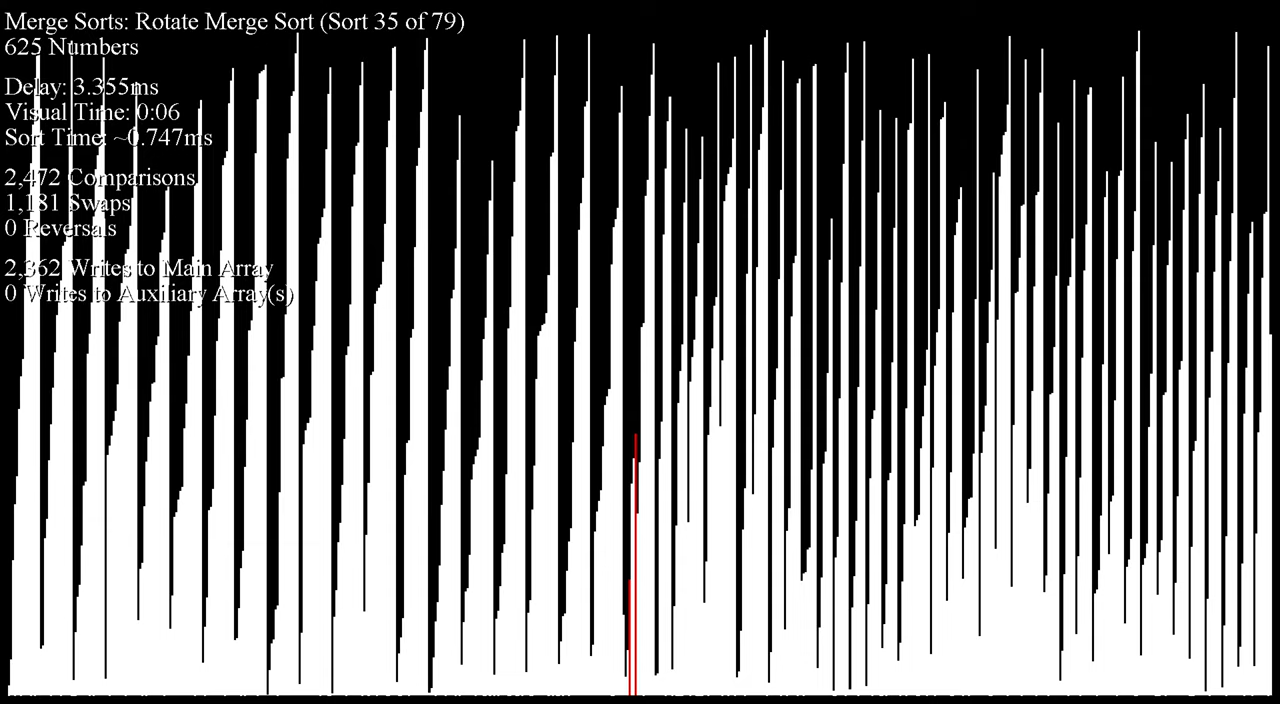 Merge Sorts: Rotate Merge Sort (Sort 35 of 79)
625 Numbers
Delay: 3.355ms
Visual Time: 0:06
Sort Time: ~0.747ms
2,472 Comparisons
1,181 Swaps
0 Reversals
2,362 Writes to Main Array
0 Writes to Auxiliary Array(s)